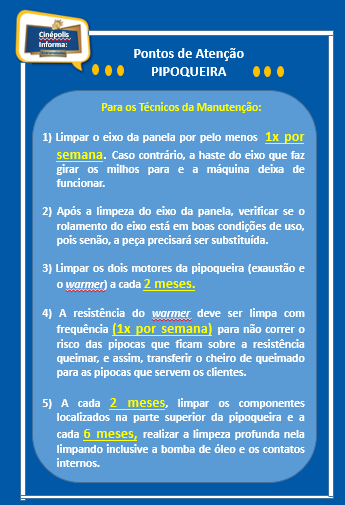 Cinépolis
Informa:
Pontos de Atenção
PIPOQUEIRA
Para os Técnicos da Manutenção:
1) Limpar o eixo da panela por pelo menos 1x por
semana. Caso contrário, a haste do eixo que faz
girar os milhos para e a máquina deixa de
funcionar.
2) Após a limpeza do eixo da panela, verificar se o
rolamento do eixo está em boas condições de uso,
pois senão, a peça precisará ser substituída.
3) Limpar os dois motores da pipoqueira (exaustão e
o warmer) a cada 2 meses.
4) A resistência do warmer deve ser limpa com
frequência (1x por semana) para não correr o
risco das pipocas que ficam sobre a resistência
queimar, e assim, transferir o cheiro de queimado
para as pipocas que servem os clientes.
5) A cada 2 meses, limpar os componentes
localizados na parte superior da pipoqueira e a
cada 6 meses, realizar a limpeza profunda nela
limpando inclusive a bomba de óleo e os contatos
internos.